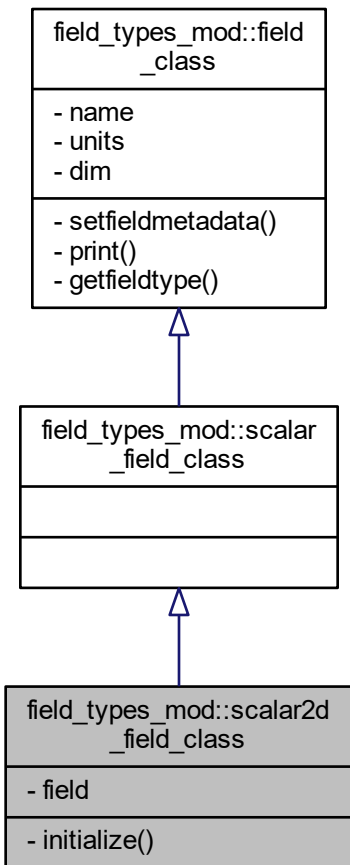 field_types_mod::field
_class
- name
- units
- dim
- setfieldmetadata()
- print()
- getfieldtype()
field_types_mod::scalar
_field_class
field_types_mod::scalar2d
_field_class
- field
- initialize()